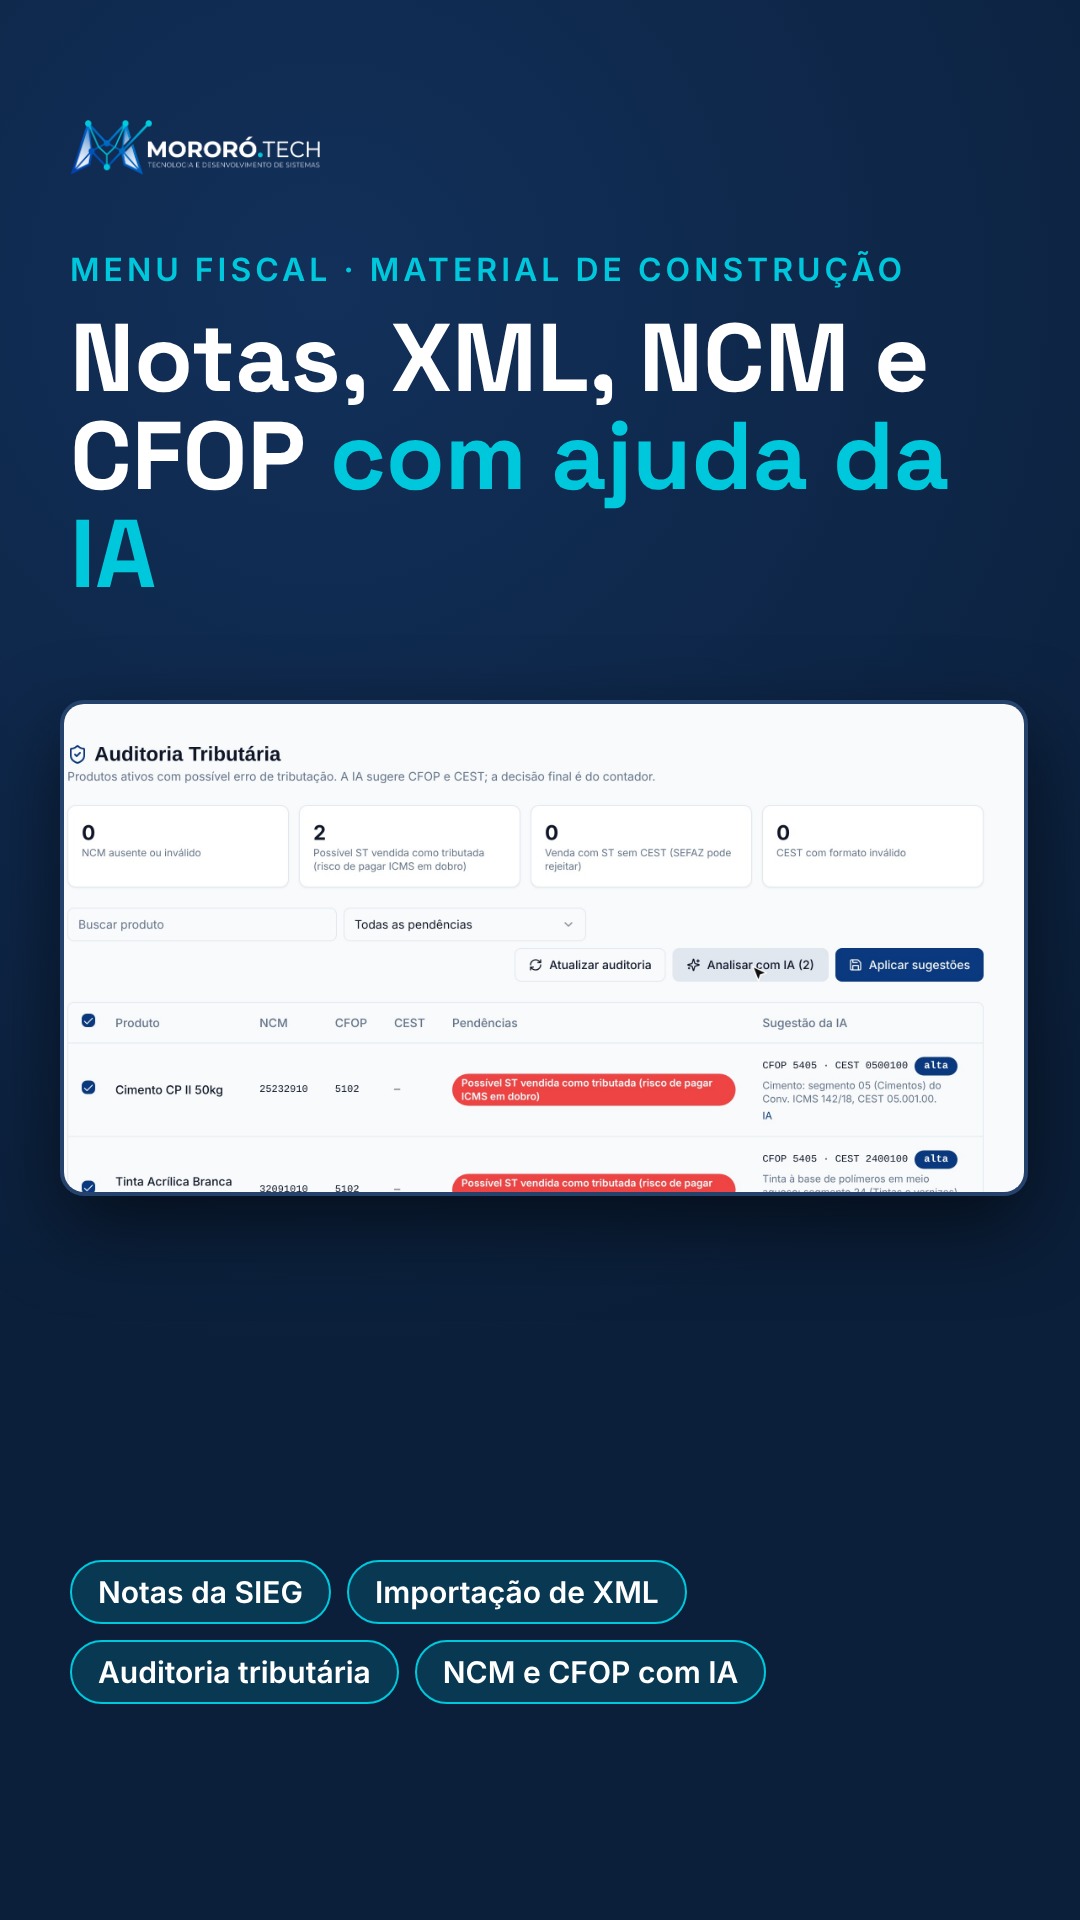 MORORÓ.TECH
TECNOLOGIA E DESENVOLVIMENTO DE SISTEMAS
MENU FISCAL · MATERIAL DE CONSTRUÇÃO
Notas, XML, NCM e
CFOP com ajuda da
IA
Auditoria Tributária
Produtos ativos com possível erro de tributação. A IA sugere CFOP e CEST; a decisão final é do contador.
0
NCM ausente ou inválido
2
Possível ST vendida como tributada
(risco de pagar ICMS em dobro)
0
Venda com ST sem CEST (SEFAZ pode
rejeitar)
0
CEST com formato inválido
Buscar produto
Todas as pendências
Atualizar auditoria
Analisar com IA (2)
Aplicar sugestões
Produto NCM CFOP CEST Pendências Sugestão da IA
Cimento CP II 50kg 25232910 5102 —
Possível ST vendida como tributada (risco de pagar
ICMS em dobro)
CFOP 5405 · CEST 0500100 alta
Cimento: segmento 05 (Cimentos) do
Conv. ICMS 142/18, CEST 05.001.00.
IA
Tinta Acrílica Branca 32091010 5102 —
Possível ST vendida como tributada (risco de pagar
CFOP 5405 · CEST 2400100 alta
Tinta à base de polímeros em meio
aquoso: segmento 24 (Tintas e vernizes)
Notas da SIEG
Importação de XML
Auditoria tributária
NCM e CFOP com IA